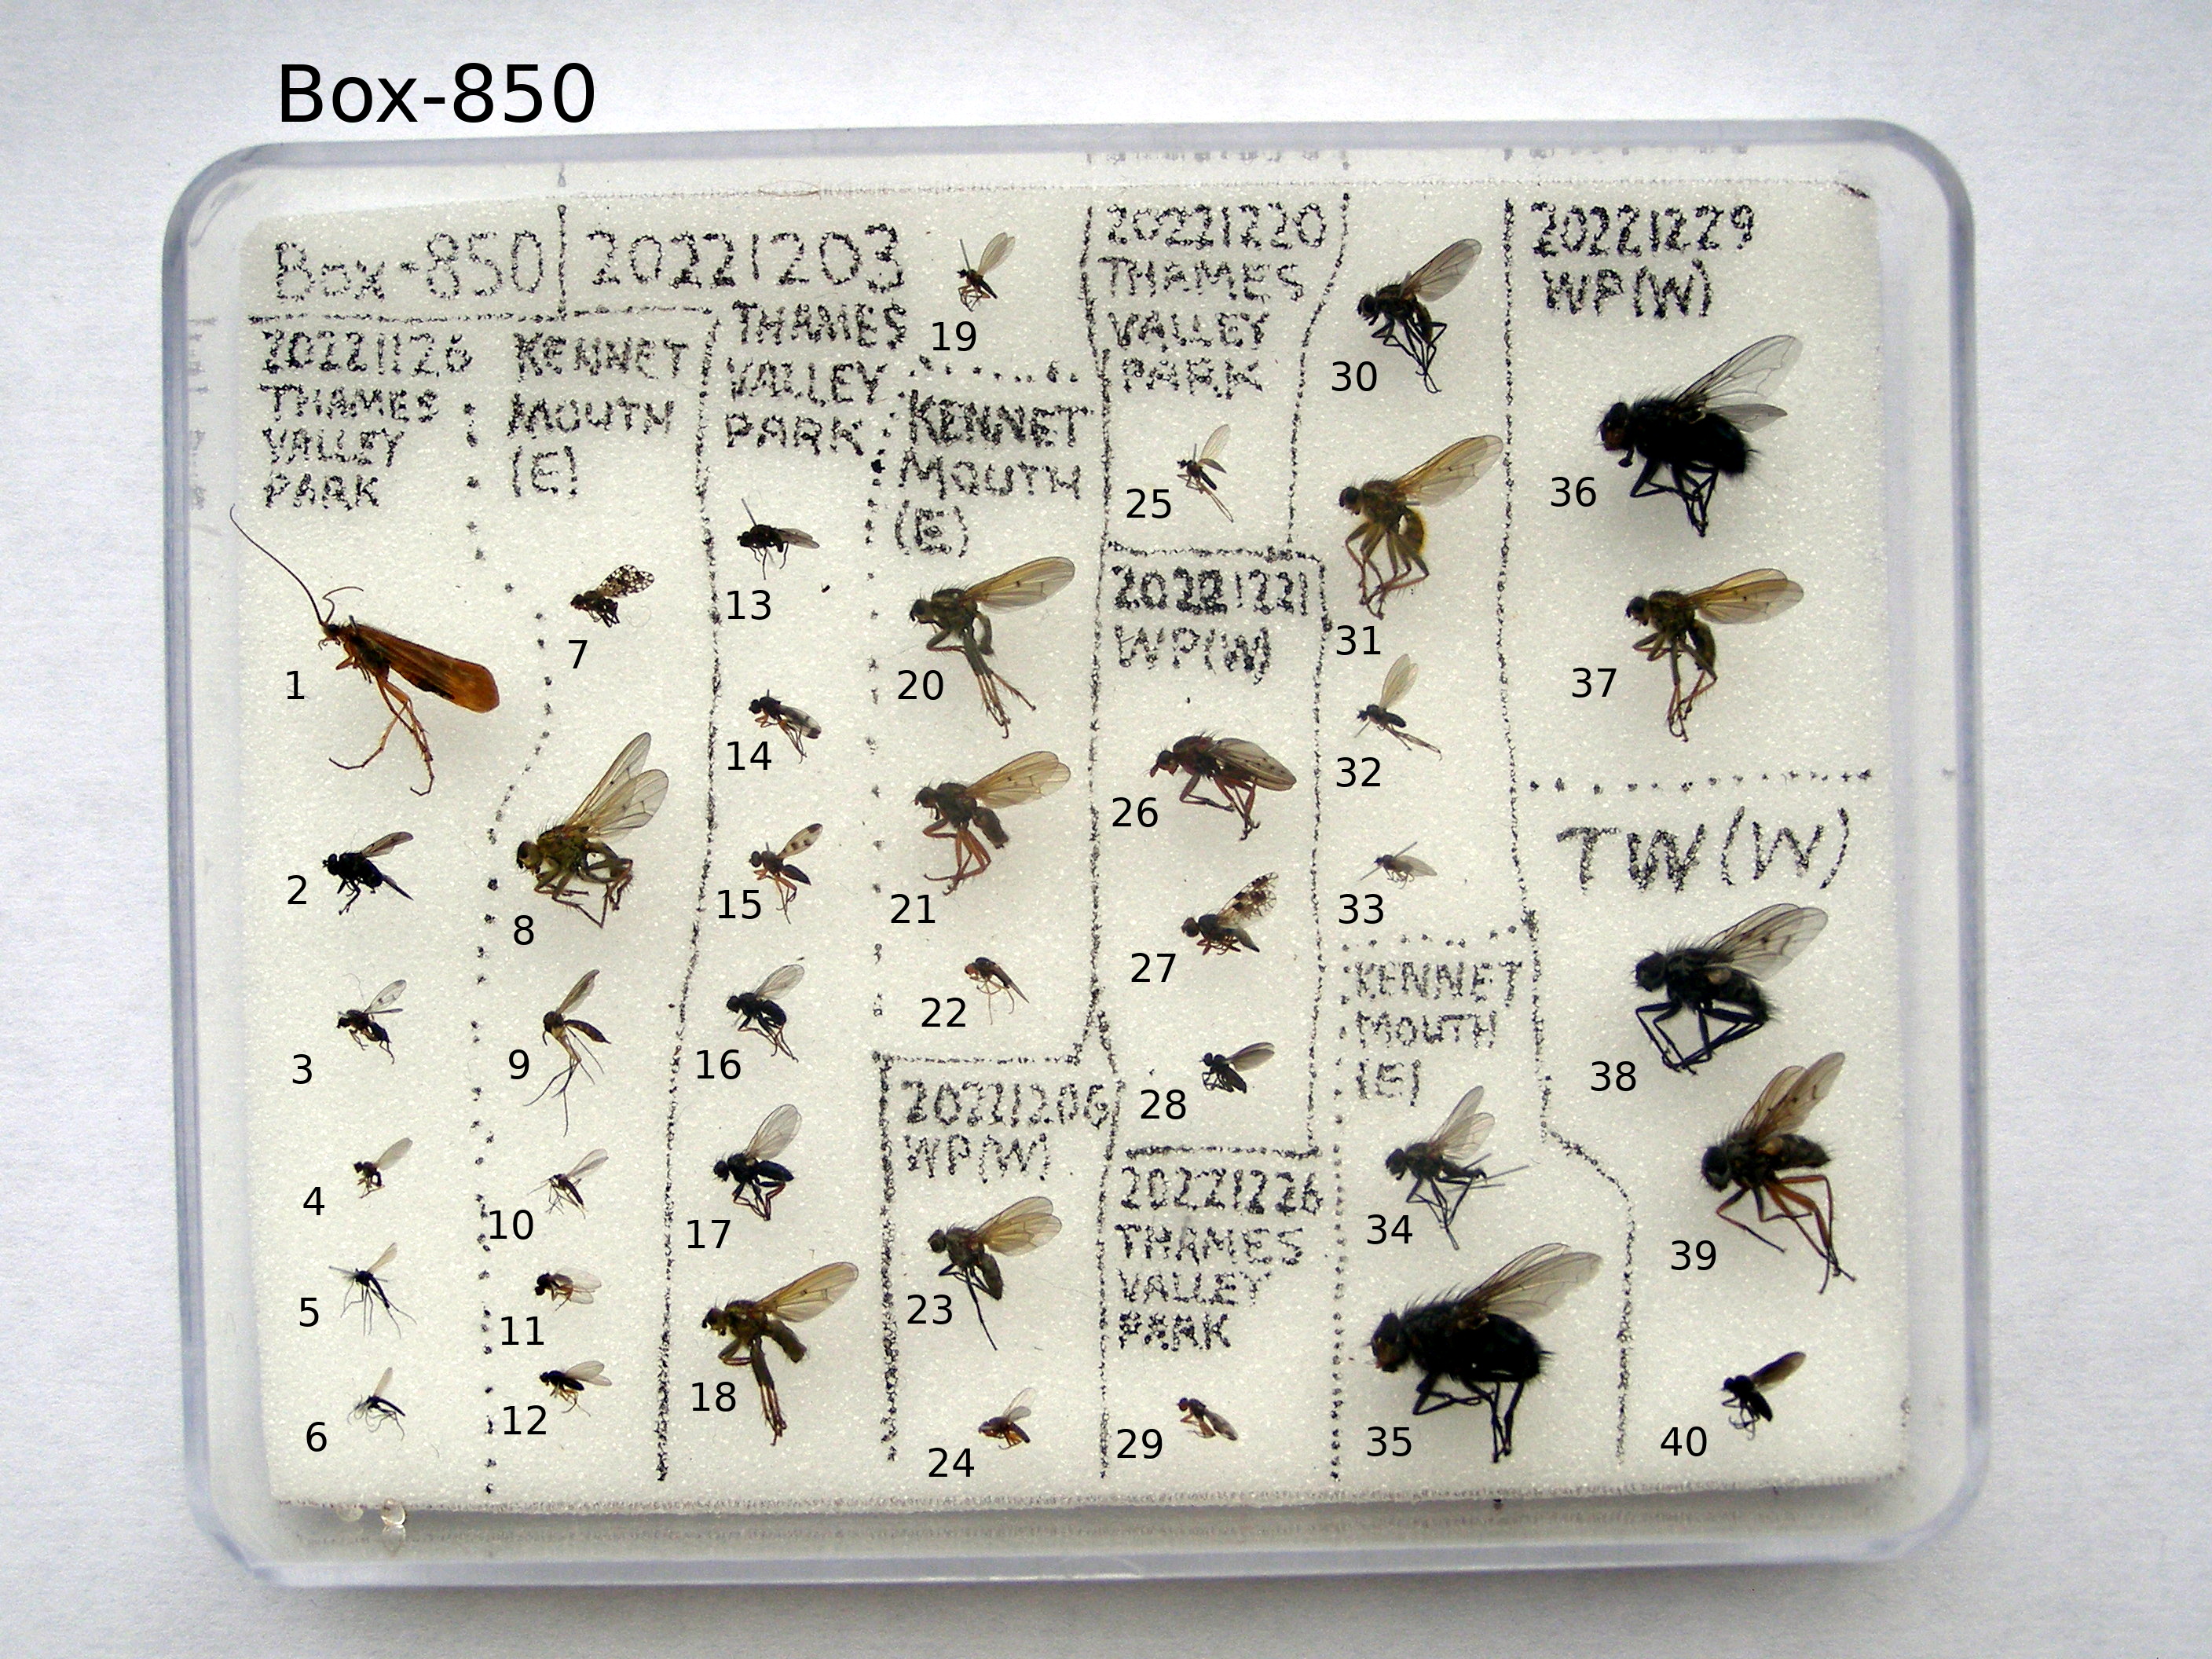 Box-850
Box-850
20221203
20221126
THAMES
VALLEY
PARK
KENNET
MOUTH
(E)
THAMES
VALLEY
PARK
KENNET
MOUTH
(E)
20221206
WP(W)
20221220
THAMES
VALLEY
PARK
20221221
WP(W)
20221226
THAMES
VALLEY
PARK
KENNET
MOUTH
(E)
20221229
WP(W)
TW(W)
1
2
3
4
5
6
7
8
9
10
11
12
13
14
15
16
17
18
19
20
21
22
23
24
25
26
27
28
29
30
31
32
33
34
35
36
37
38
39
40